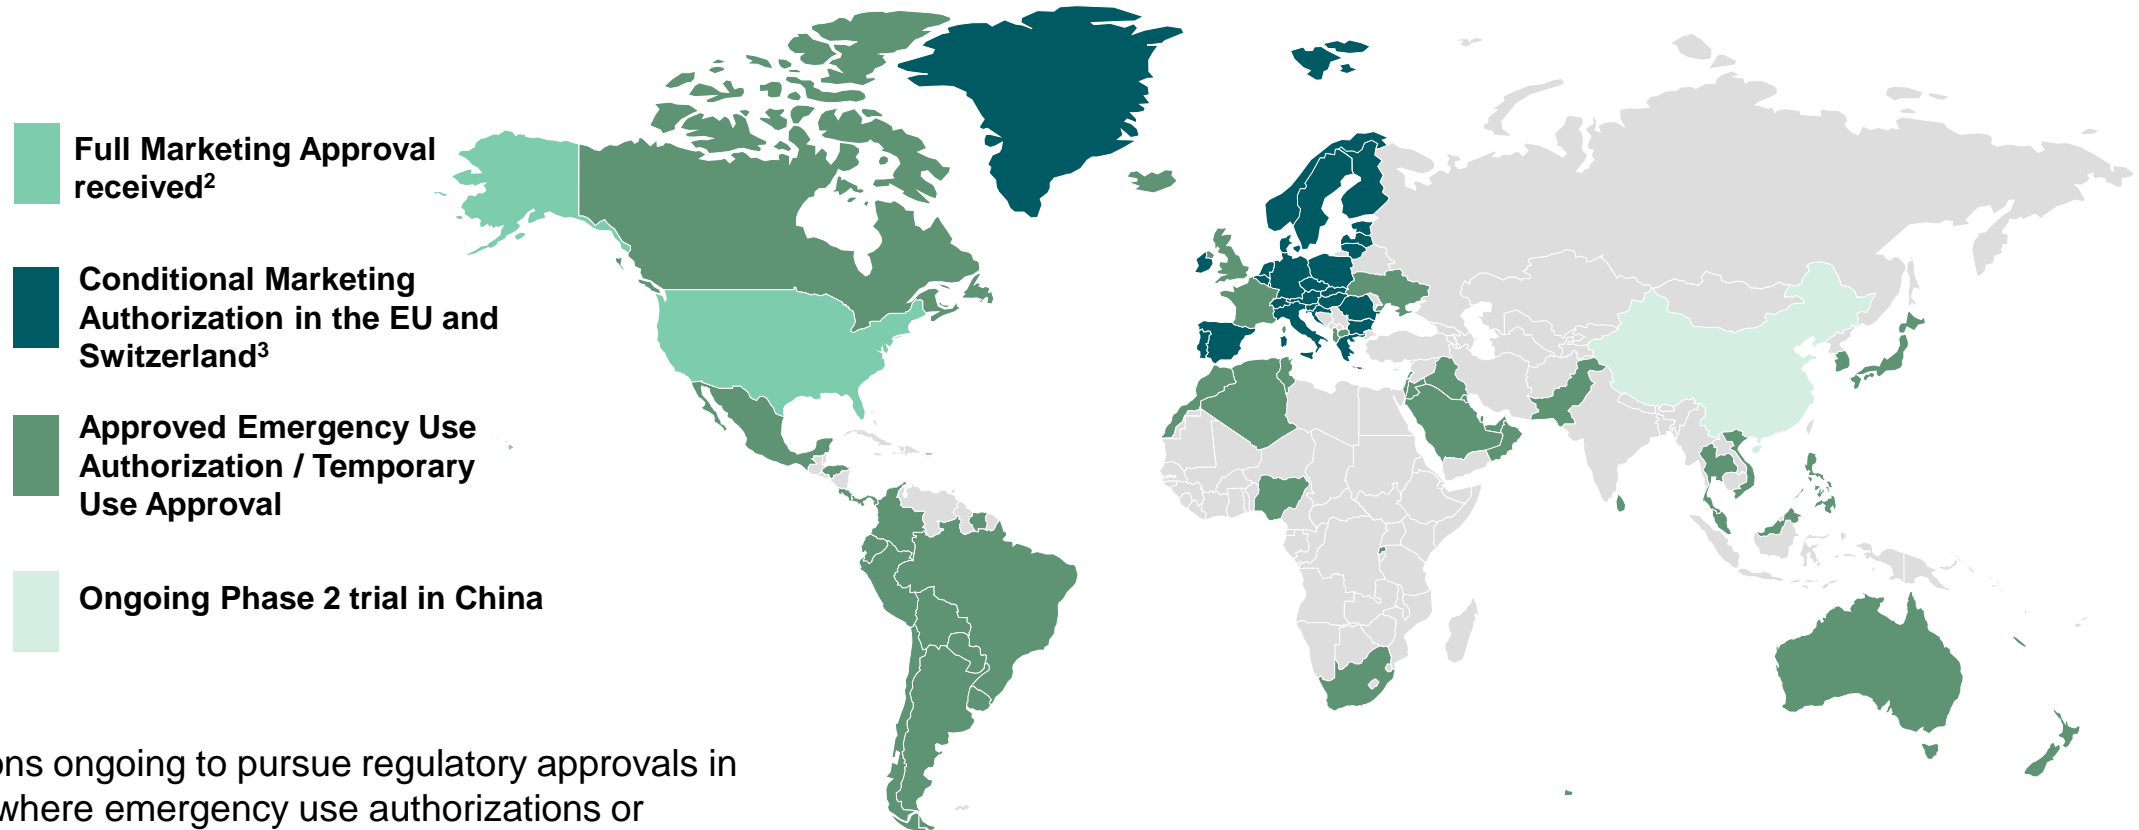 Full Marketing Approval
received²
Conditional Marketing
Authorization in the EU and
Switzerland³
Approved Emergency Use
Authorization / Temporary
Use Approval
Ongoing Phase 2 trial in China
ongoing to pursue regulatory approvals in
where emergency use authorizations or